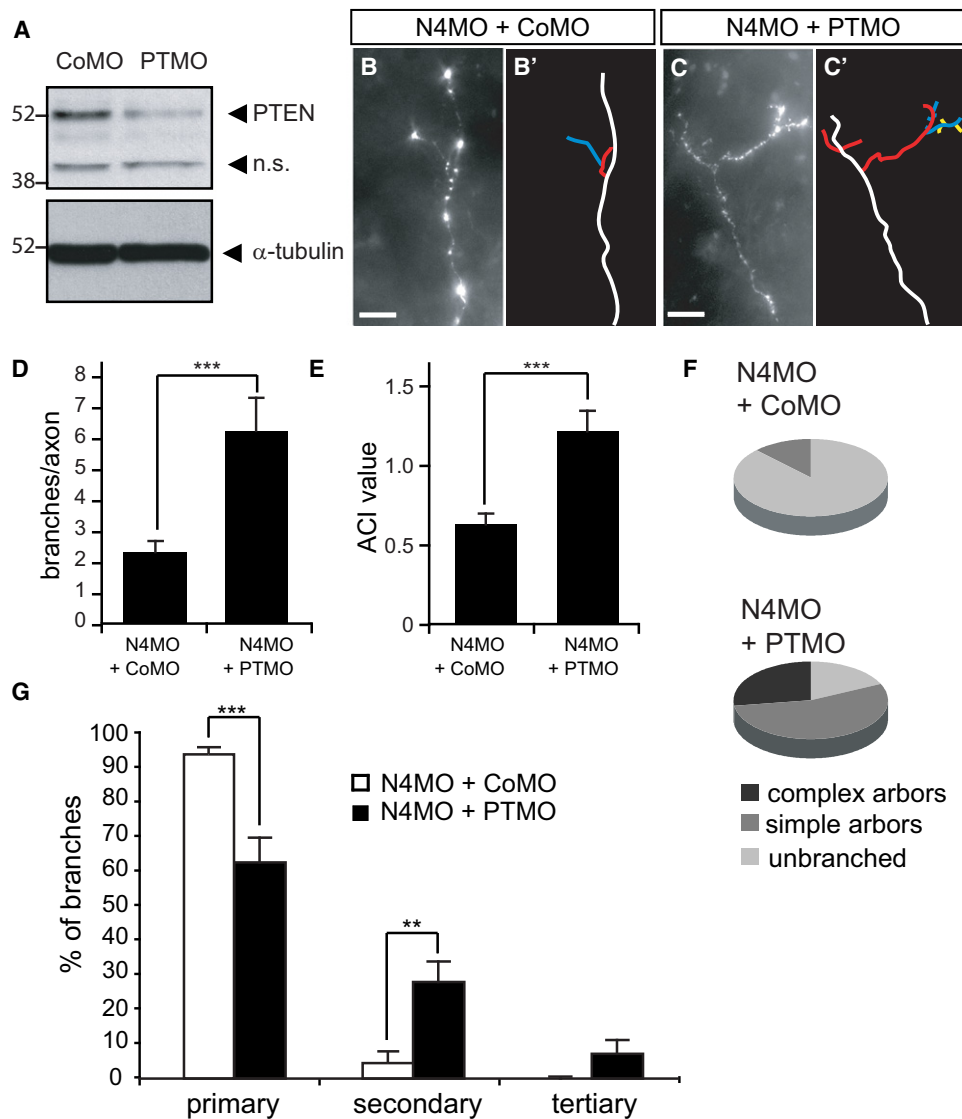 A
CoMO PTMO
52
PTEN
n.s.
38
52
α-tubulin
N4MO + CoMO
B
B'
N4MO + PTMO
C
C'
D
***
branches/axon
8
7
6
5
4
3
2
1
0
N4MO
+ CoMO
N4MO
+ PTMO
E
***
ACI value
1.5
1.0
0.5
0
N4MO
+ CoMO
N4MO
+ PTMO
F
N4MO
+ CoMO
N4MO
+ PTMO
complex arbors
simple arbors
unbranched
G
***
**
N4MO + CoMO
N4MO + PTMO
% of branches
100
90
80
70
60
50
40
30
20
10
0
primary
secondary
tertiary